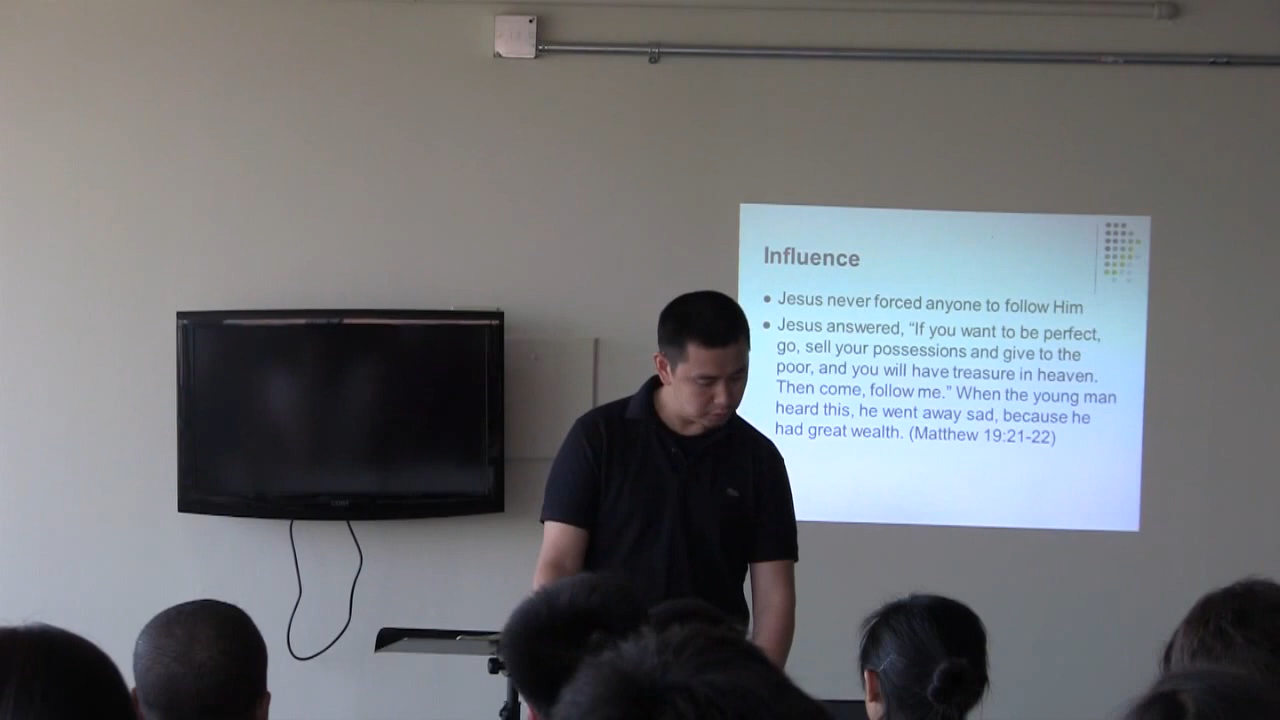 Influence
• Jesus never forced anyone to follow Him
• Jesus answered, “If you want to be perfect,
go, sell your possessions and give to the
poor, and you will have treasure in heaven.
Then come, follow me.” When the young man
heard this, he went away sad, because he
had great wealth. (Matthew 19:21-22)